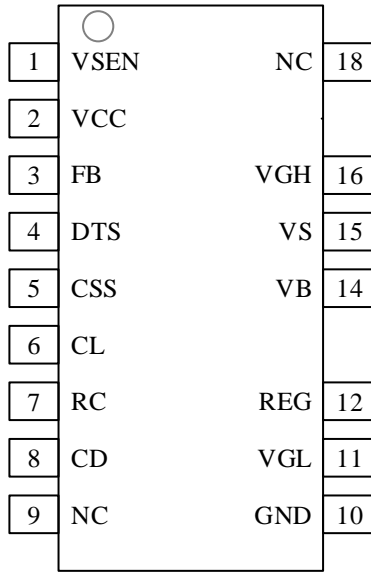 1 VSEN NC 18
2 VCC
3 FB VGH 16
4 DTS VS 15
5 CSS VB 14
6 CL
7 RC REG 12
8 CD VGL 11
9 NC GND 10